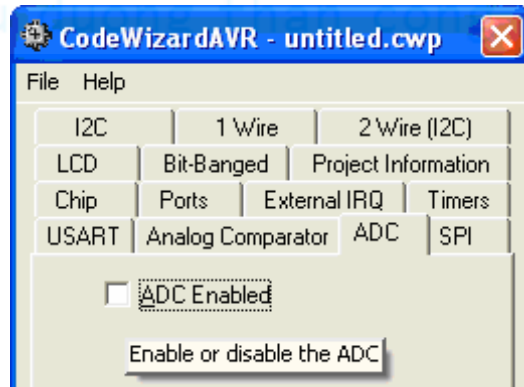 CodeWizardAVR - untitled.cwp
File Help
I2C 1 Wire 2 Wire (I2C)
LCD Bit-Banged Project Information
Chip Ports External IRQ Timers
USART Analog Comparator ADC SPI
ADC Enabled
Enable or disable the ADC